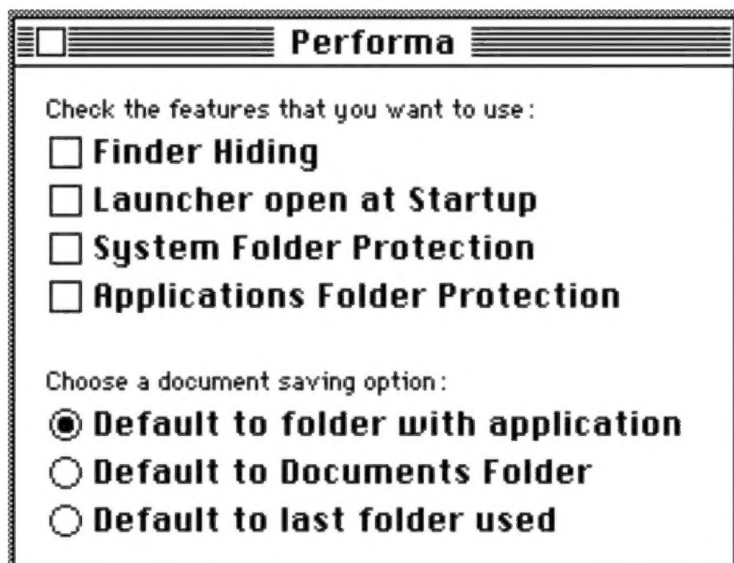 Performa
Check the features that you want to use:
Finder Hiding
Launcher open at Startup
System Folder Protection
Applications Folder Protection
Choose a document saving option:
Default to folder with application
Default to Documents Folder
Default to last folder used